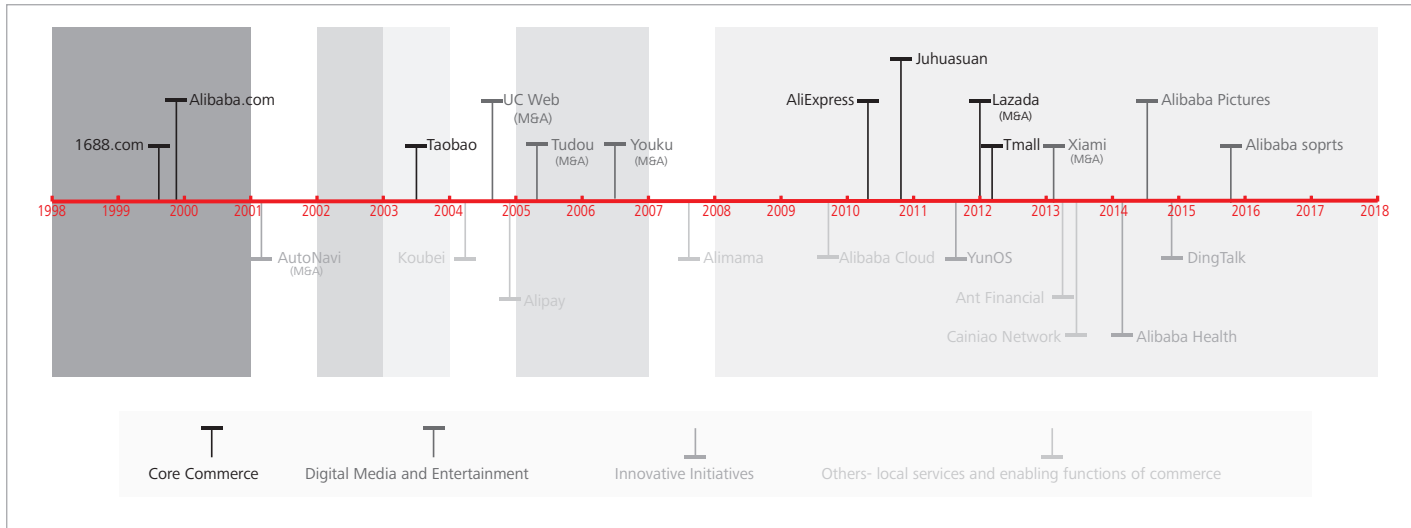 Juhuasuan
Alibaba.com
UC Web
(M&A)
AliExpress
Lazada
(M&A)
Alibaba Pictures
1688.com
Taobao
Tudou
(M&A)
Youku
(M&A)
Tmall
Xiami
(M&A)
Alibaba soprts
1998 1999 2000 2001 2002 2003 2004 2005 2006 2007 2008 2009 2010 2011 2012 2013 2014 2015 2016 2017 2018
AutoNavi
(M&A)
Koubei
Alimama
Alibaba Cloud
YunOS
DingTalk
Alipay
Ant Financial
Cainiao Network
Alibaba Health
Core Commerce
Digital Media and Entertainment
Innovative Initiatives
Others- local services and enabling functions of commerce